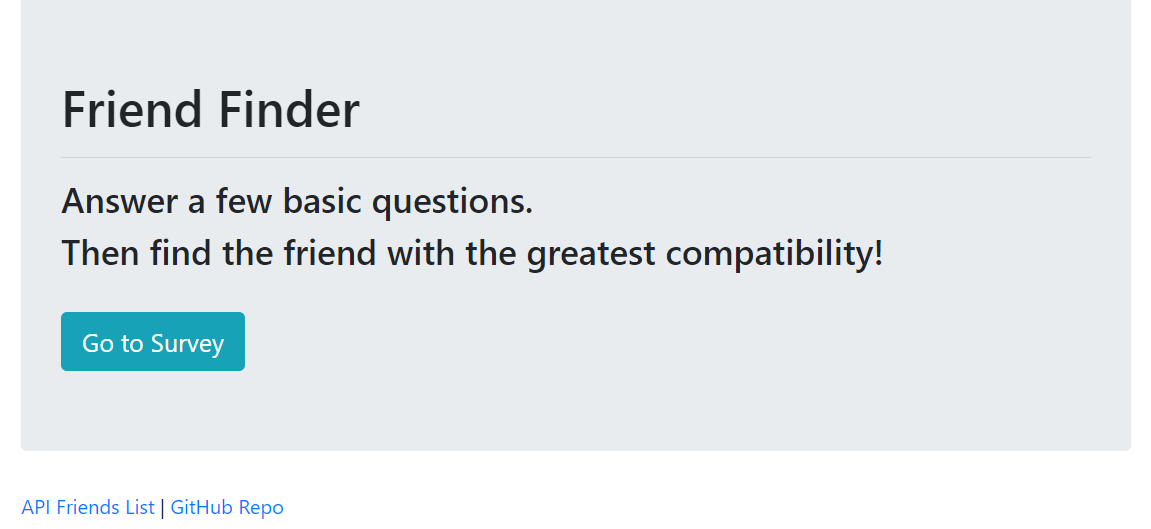 Friend Finder
Answer a few basic questions.
Then find the friend with the greatest compatibility!
Go to Survey
API Friends List | GitHub Repo